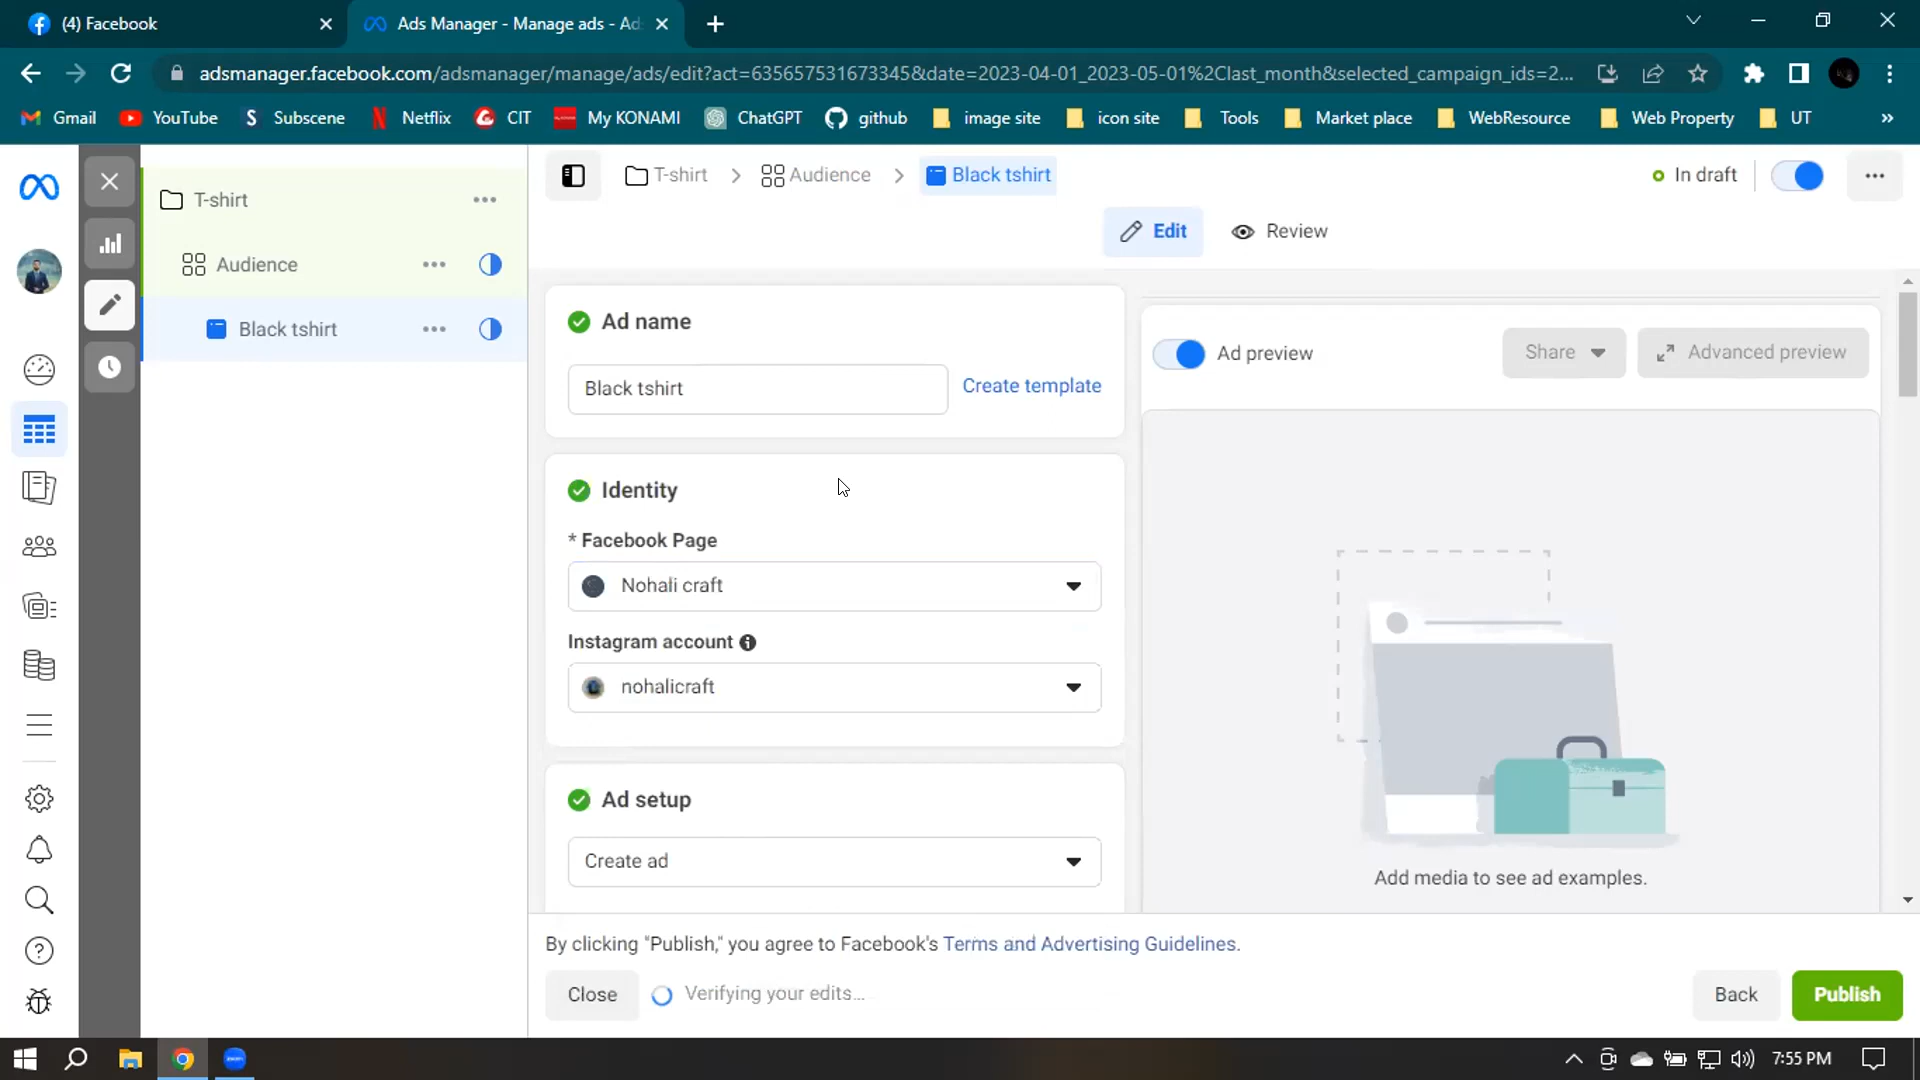 (4) Facebook
Ads Manager - Manage ads - Ad
adsmanager.facebook.com/adsmanager/manage/ads/edit?act=635657531673345&date=2023-04-01_2023-05-01%2Clast_month&selected_campaign_ids=2...
Gmail
YouTube
Subscene
Netflix
CIT
My KONAMI
ChatGPT
github
image site
icon site
Tools
Market place
WebResource
Web Property
UT
»
T-shirt
Audience
Black tshirt
T-shirt
Audience
Black tshirt
In draft
Edit
Review
Ad name
Black tshirt
Create template
Identity
* Facebook Page
Nohali craft
Instagram account
nohalicraft
Ad setup
Create ad
Ad preview
Share
Advanced preview
Add media to see ad examples.
By clicking "Publish," you agree to Facebook's Terms and Advertising Guidelines.
Close
Verifying your edits...
Back
Publish
7:55 PM